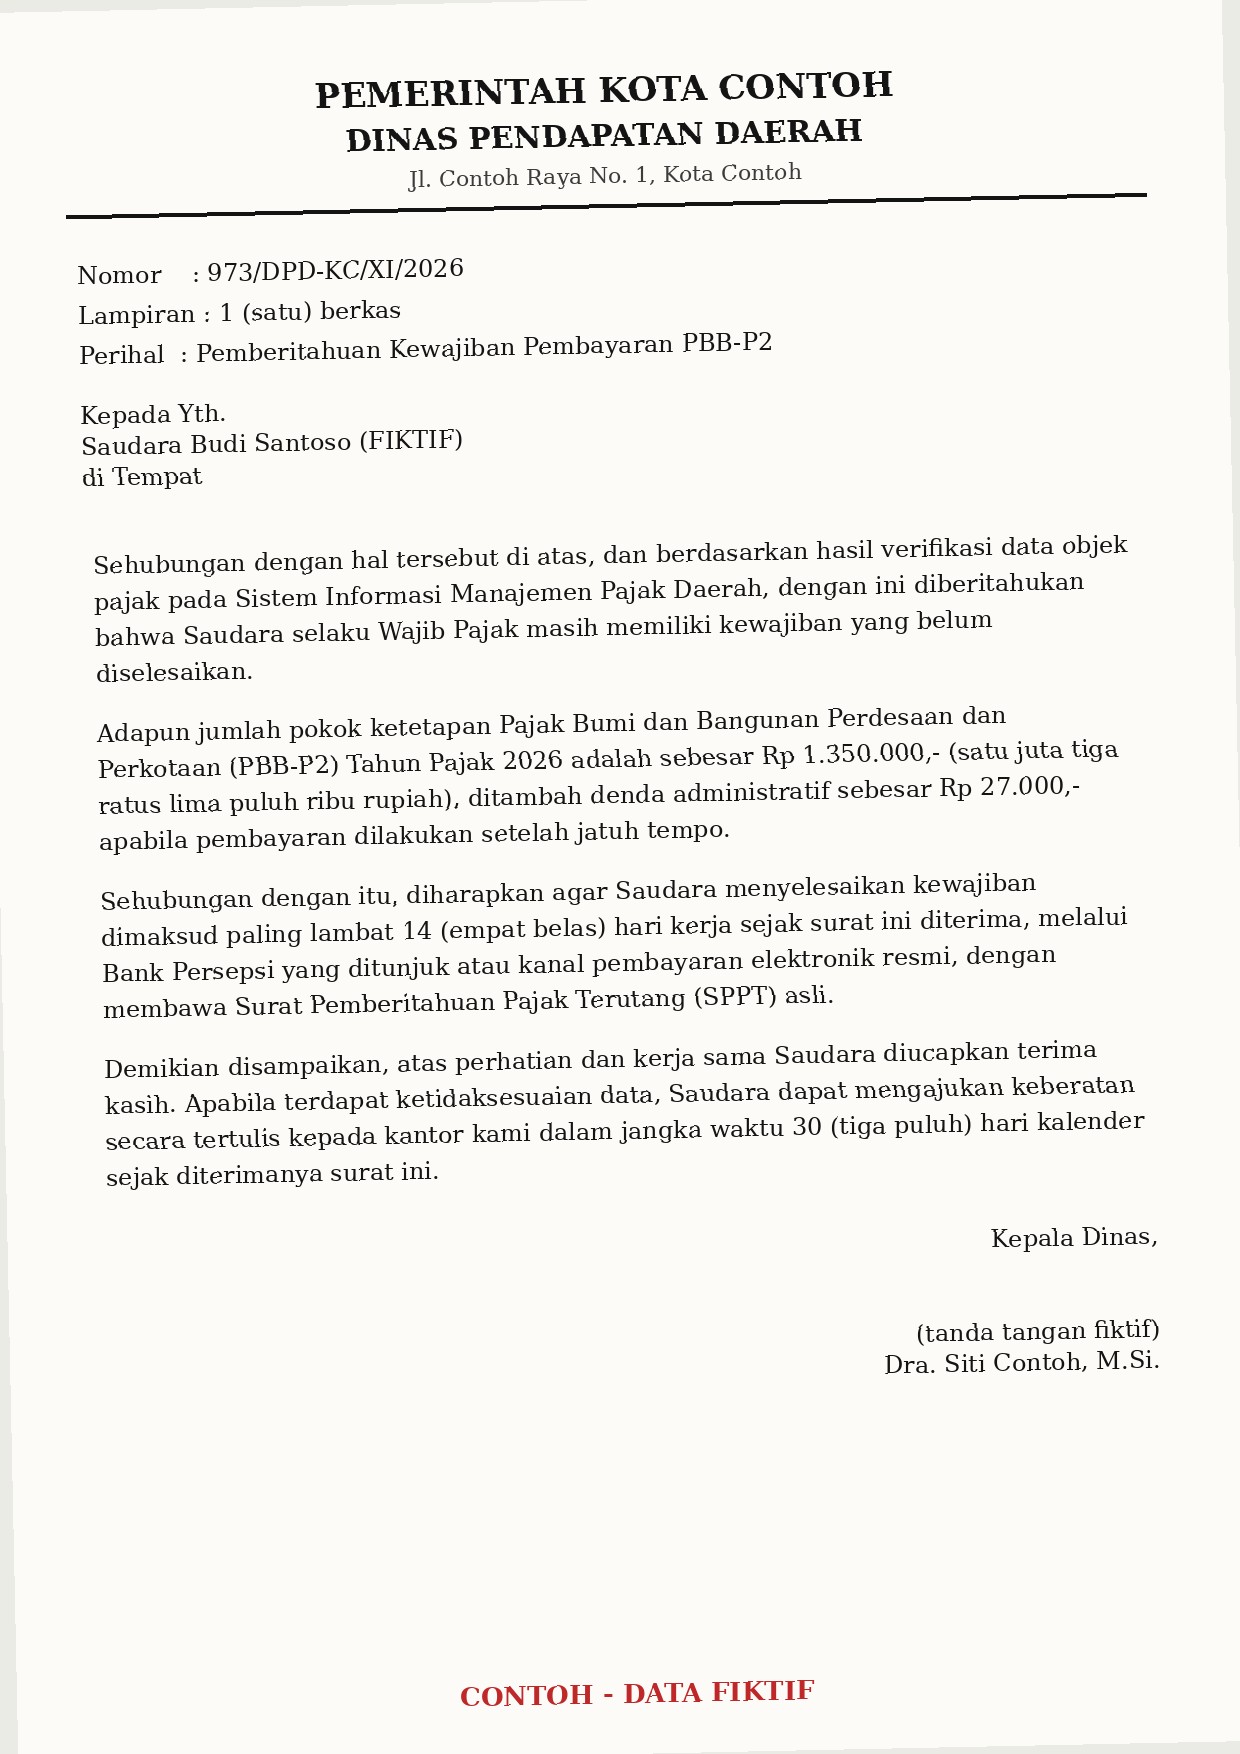 PEMERINTAH KOTA CONTOH
DINAS PENDAPATAN DAERAH
Jl. Contoh Raya No. 1, Kota Contoh
Nomor : 973/DPD-KC/XI/2026
Lampiran : 1 (satu) berkas
Perihal : Pemberitahuan Kewajiban Pembayaran PBB-P2
Kepada Yth.
Saudara Budi Santoso (FIKTIF)
di Tempat
Sehubungan dengan hal tersebut di atas, dan berdasarkan hasil verifikasi data objek
pajak pada Sistem Informasi Manajemen Pajak Daerah, dengan ini diberitahukan
bahwa Saudara selaku Wajib Pajak masih memiliki kewajiban yang belum
diselesaikan.
Adapun jumlah pokok ketetapan Pajak Bumi dan Bangunan Perdesaan dan
Perkotaan (PBB-P2) Tahun Pajak 2026 adalah sebesar Rp 1.350.000,- (satu juta tiga
ratus lima puluh ribu rupiah), ditambah denda administratif sebesar Rp 27.000,-
apabila pembayaran dilakukan setelah jatuh tempo.
Sehubungan dengan itu, diharapkan agar Saudara menyelesaikan kewajiban
dimaksud paling lambat 14 (empat belas) hari kerja sejak surat ini diterima, melalui
Bank Persepsi yang ditunjuk atau kanal pembayaran elektronik resmi, dengan
membawa Surat Pemberitahuan Pajak Terutang (SPPT) asli.
Demikian disampaikan, atas perhatian dan kerja sama Saudara diucapkan terima
kasih. Apabila terdapat ketidaksesuaian data, Saudara dapat mengajukan keberatan
secara tertulis kepada kantor kami dalam jangka waktu 30 (tiga puluh) hari kalender
sejak diterimanya surat ini.
Kepala Dinas,
(tanda tangan fiktif)
Dra. Siti Contoh, M.Si.
CONTOH - DATA FIKTIF